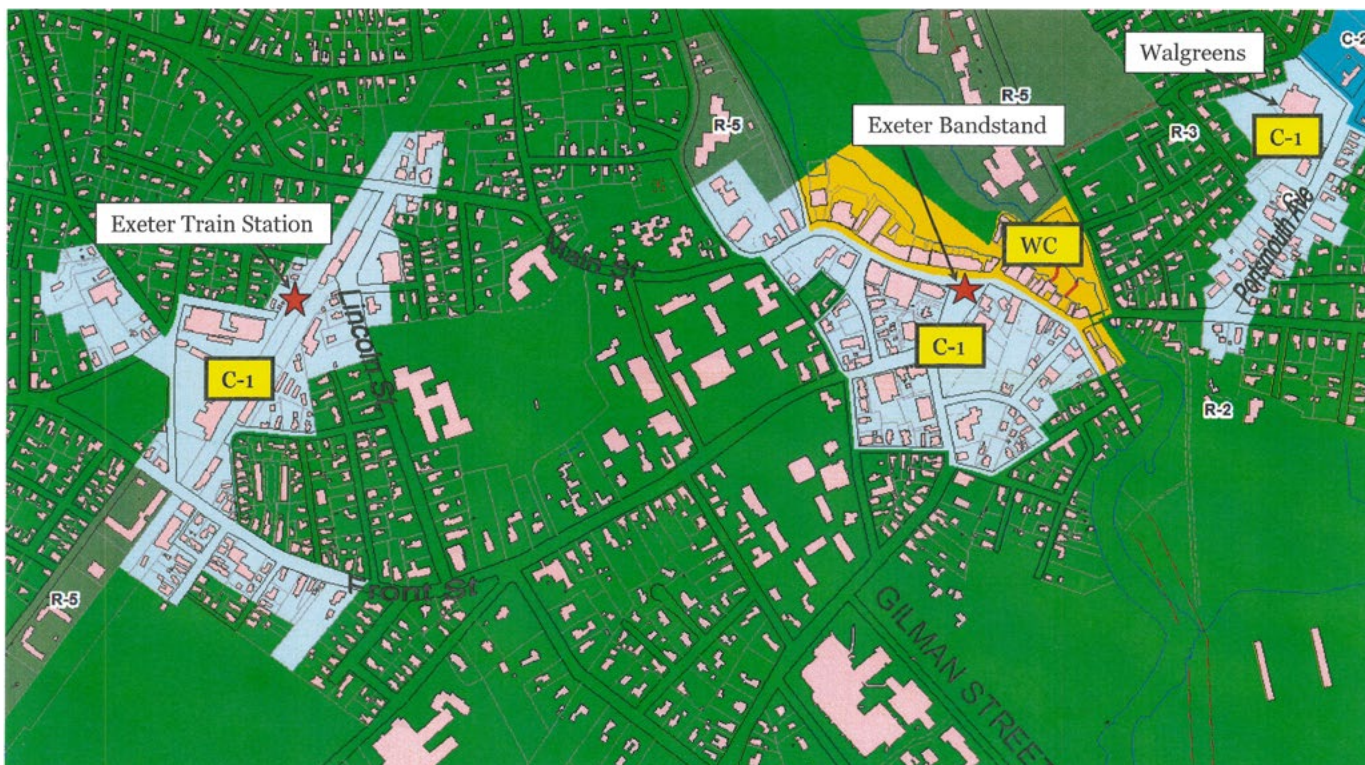 C-2
Walgreens
R-5
Exeter Bandstand
R-5
C-1
R-3
Exeter Train Station
Main St
WC
Portsmouth Ave
Lincoln St
C-1
C-1
R-2
Front St
R-5
GILMAN STREET